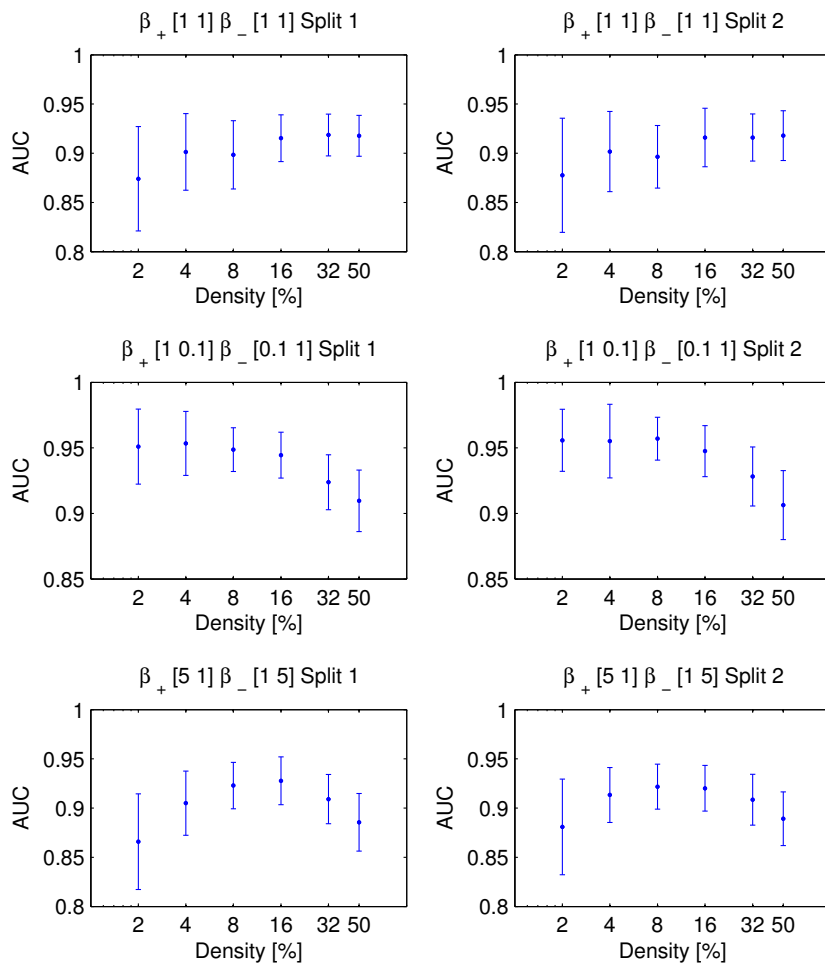 β₊ [1 1] β₋ [1 1] Split 1
1
0.95
0.9
0.85
0.8
AUC
2 4 8 16 32 50
Density [%]
β₊ [1 1] β₋ [1 1] Split 2
1
0.95
0.9
0.85
0.8
AUC
2 4 8 16 32 50
Density [%]
β₊ [1 0.1] β₋ [0.1 1] Split 1
1
0.95
0.9
0.85
AUC
2 4 8 16 32 50
Density [%]
β₊ [1 0.1] β₋ [0.1 1] Split 2
1
0.95
0.9
0.85
AUC
2 4 8 16 32 50
Density [%]
β₊ [5 1] β₋ [1 5] Split 1
1
0.95
0.9
0.85
0.8
AUC
2 4 8 16 32 50
Density [%]
β₊ [5 1] β₋ [1 5] Split 2
1
0.95
0.9
0.85
0.8
AUC
2 4 8 16 32 50
Density [%]